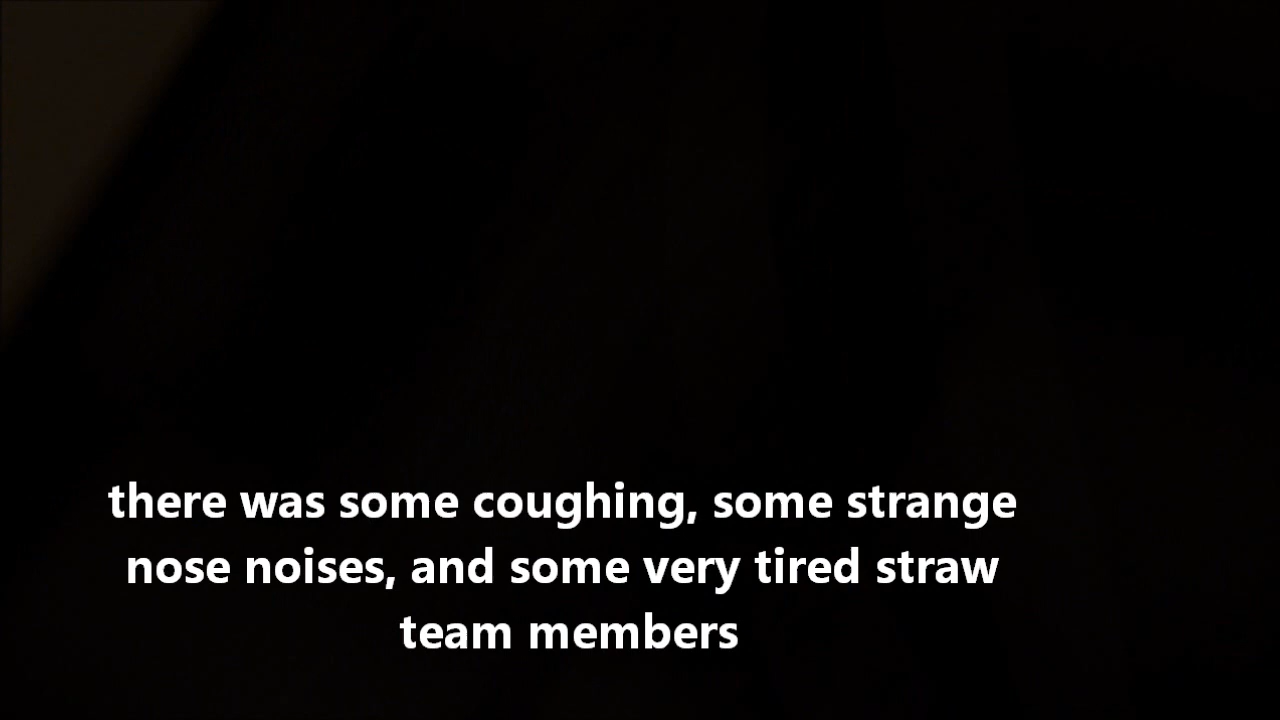 there was some coughing, some strange
nose noises, and some very tired straw
team members